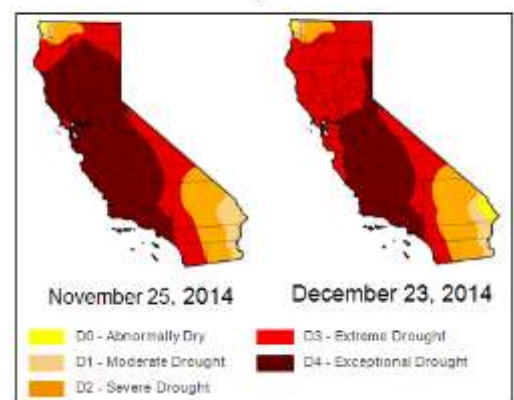 November 25, 2014
December 23, 2014
D0 - Abnormally Dry
D1 - Moderate Drought
D2 - Severe Drought
D3 - Extreme Drought
D4 - Exceptional Drought